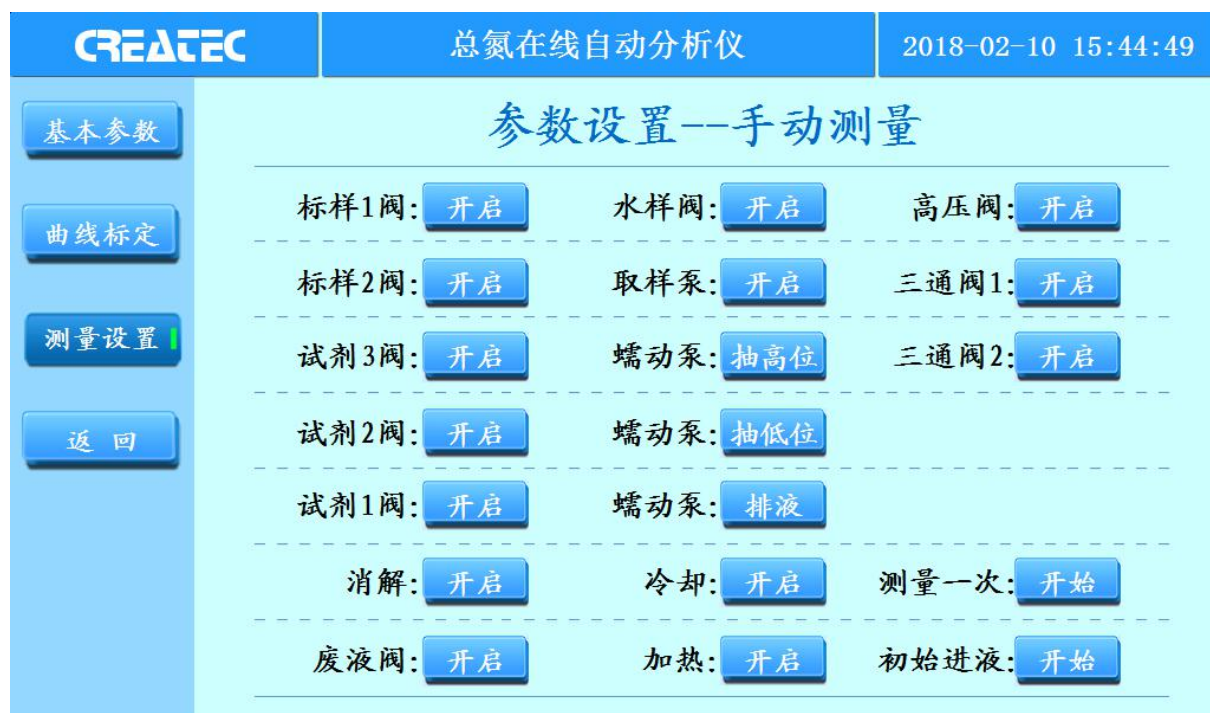 CREATEC 总氮在线自动分析仪 2018-02-10 15:44:49
参数设置--手动测量
基本参数
曲线标定
测量设置
返 回
标样1阀: 开启 水样阀: 开启 高压阀: 开启
标样2阀: 开启 取样泵: 开启 三通阀1: 开启
试剂3阀: 开启 蠕动泵: 抽高位 三通阀2: 开启
试剂2阀: 开启 蠕动泵: 抽低位
试剂1阀: 开启 蠕动泵: 排液
消解: 开启 冷却: 开启 测量一次: 开始
废液阀: 开启 加热: 开启 初始进液: 开始